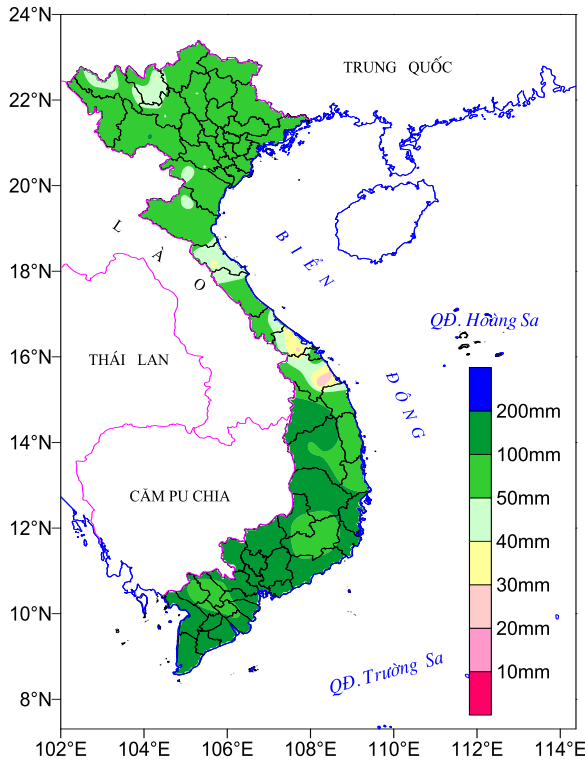 24°N
TRUNG QUỐC
22°N
20°N
L À O
BIỂN
18°N
QĐ. Hoàng Sa
16°N
THÁI LAN
ĐÔNG
200mm
14°N
100mm
CĂM PU CHIA
50mm
12°N
40mm
30mm
10°N
20mm
QĐ. Trường Sa
10mm
8°N
102°E 104°E 106°E 108°E 110°E 112°E 114°E